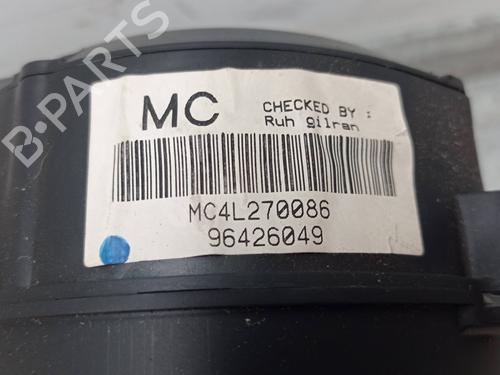 MC
CHECKED BY :
Ruh gilran
MC4L270086
96426049
B-PARTS